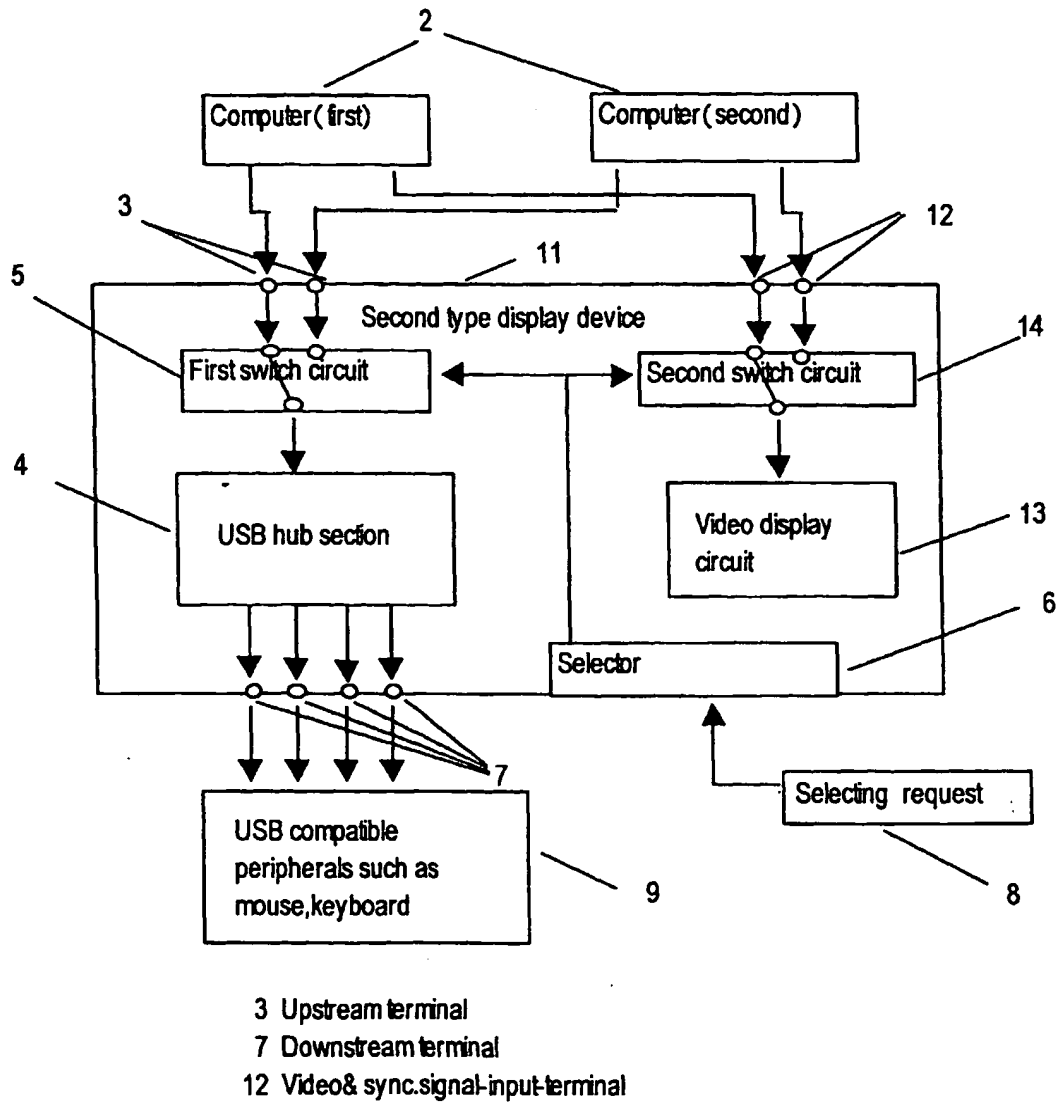 2
Computer(first)
Computer(second)
3
12
11
5
Second type display device
14
First switch circuit
Second switch circuit
4
USB hub section
Video display
circuit
13
6
Selector
7
Selecting request
USB compatible
peripherals such as
mouse,keyboard
9
8
3 Upstream terminal
7 Downstream terminal
12 Video& sync.signal-input-terminal